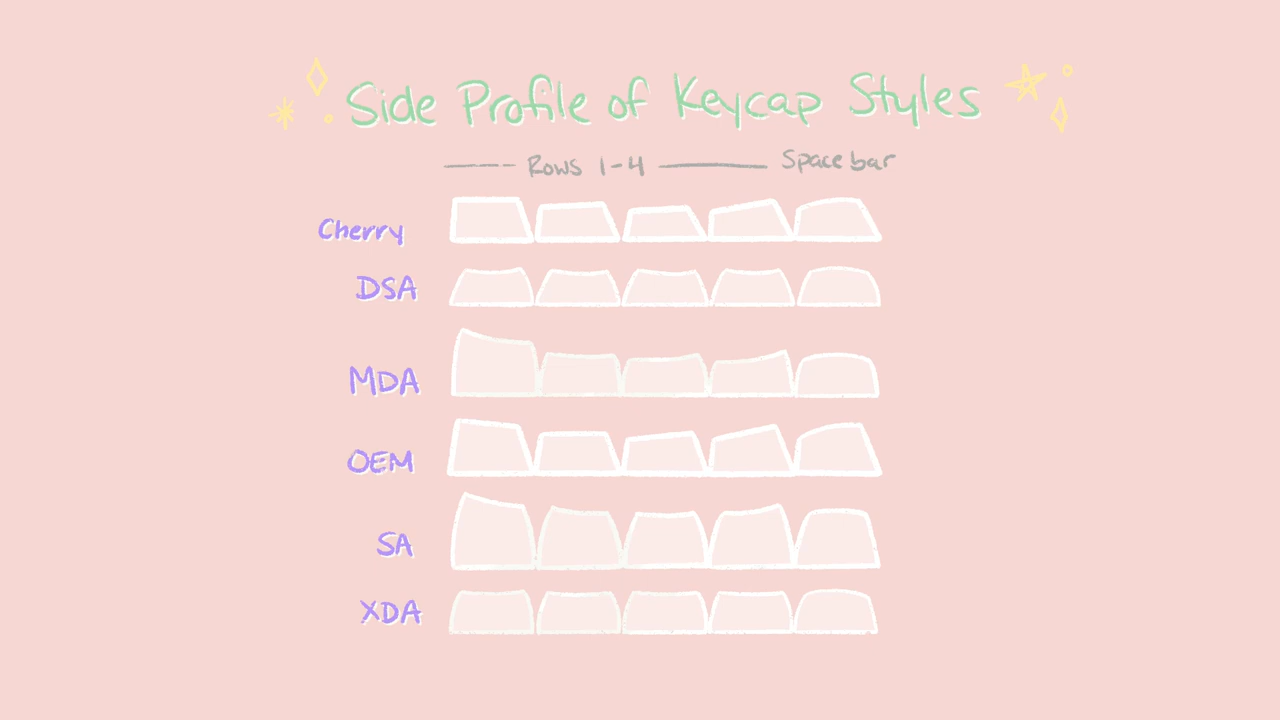 Side Profile of Keycap Styles
Rows 1-4 Space bar
Cherry
DSA
MDA
OEM
SA
XDA